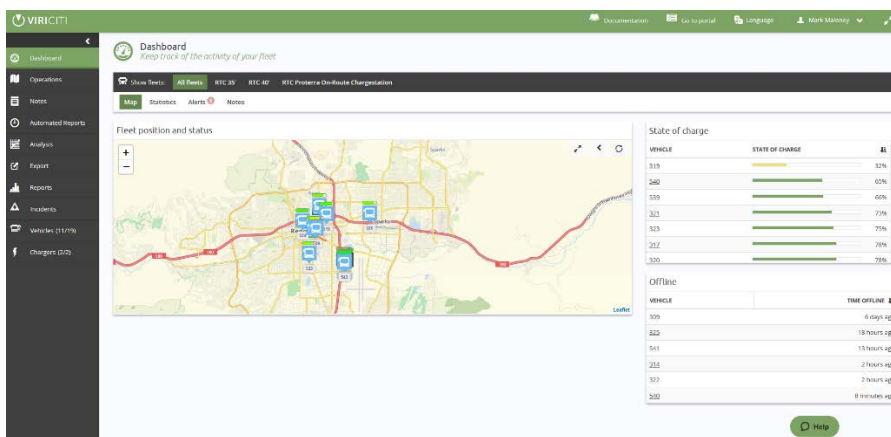 VIRICITI
Documentation Go to portal Language Mark Maloney
Dashboard
Operations
Notes
Automated Reports
Analysis
Export
Reports
Incidents
Vehicles (11/19)
Chargers (2/2)
Dashboard
Keep track of the activity of your fleet
Show fleets: All fleets RTC 35' RTC 40' RTC Proterra On-Route Chargestation
Map Statistics Alerts Notes
Fleet position and status
+
−
Sparks
Leaflet
State of charge
VEHICLE STATE OF CHARGE
319 32%
540 65%
539 66%
321 73%
323 75%
317 78%
320 78%
Offline
VEHICLE TIME OFFLINE
309 6 days ag
325 18 hours ag
541 13 hours ag
314 2 hours ag
322 2 hours ag
540 8 minutes ag
Help